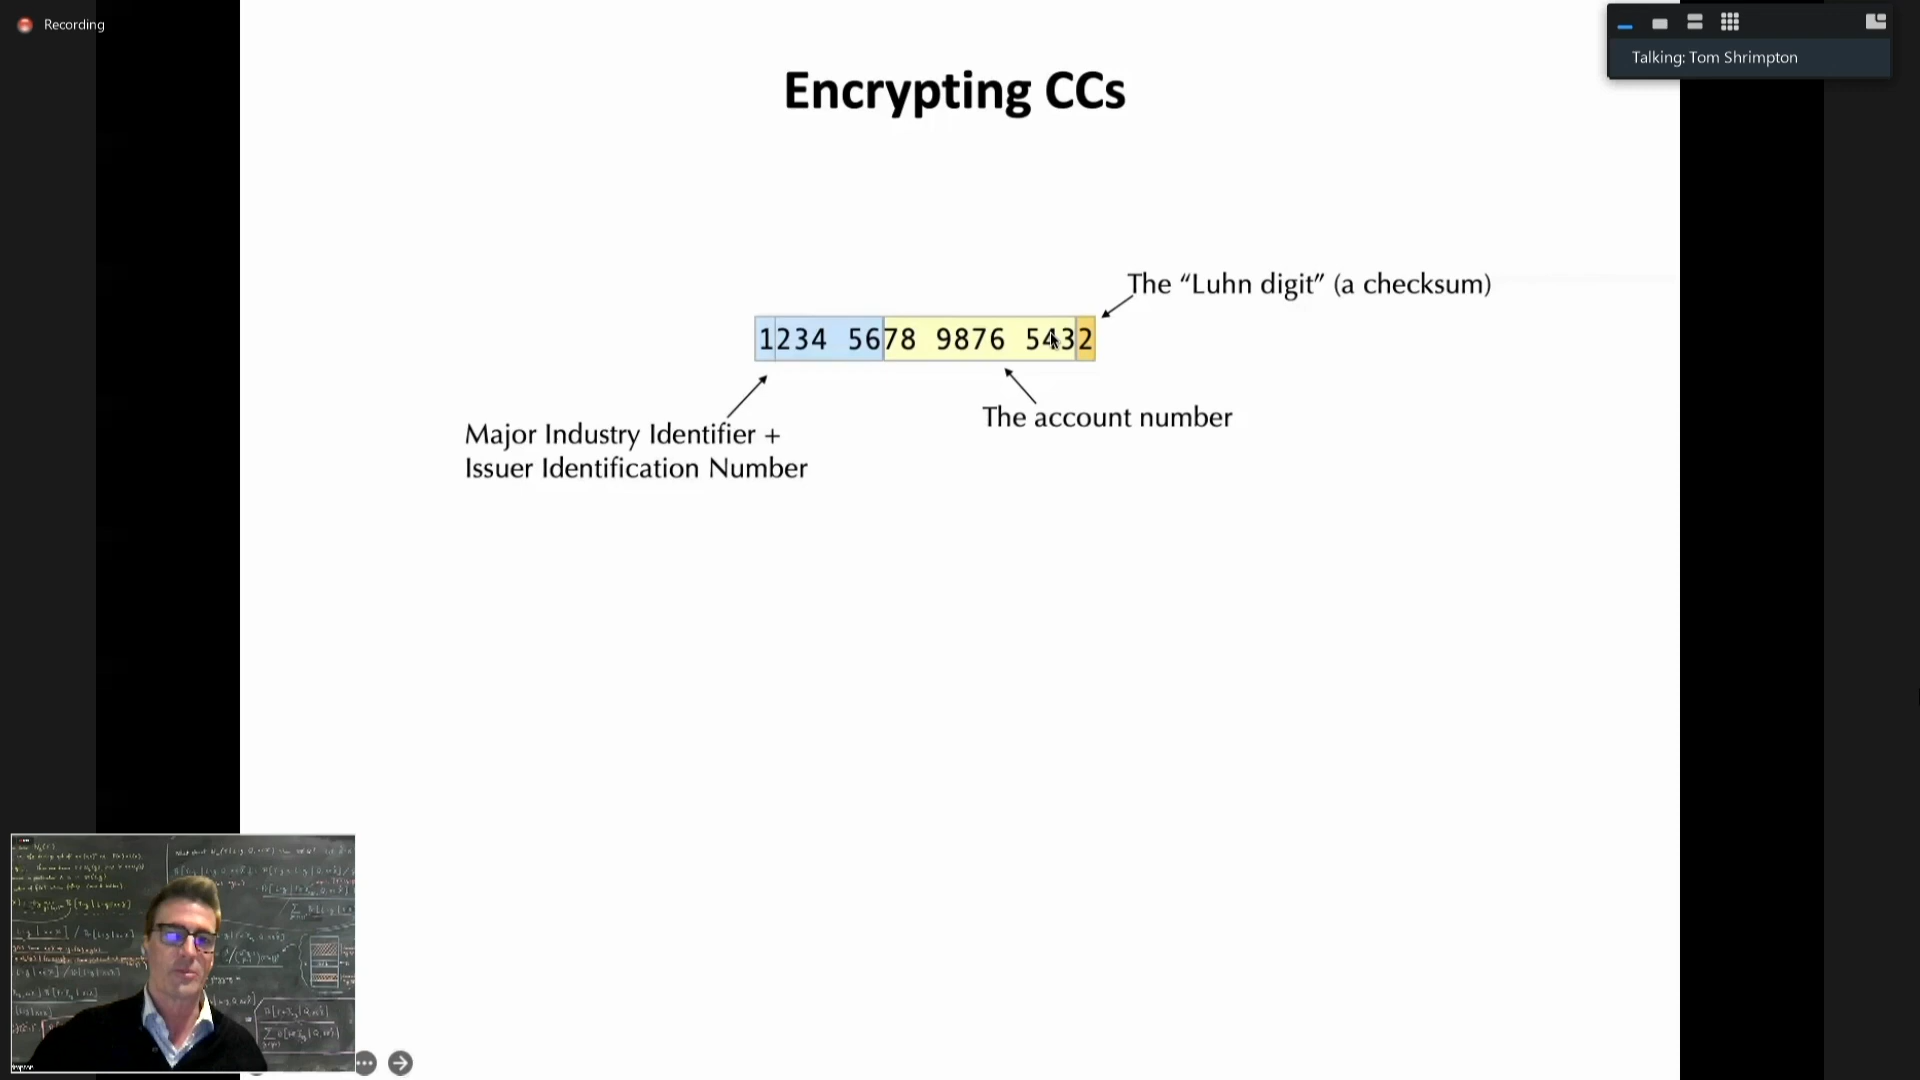 Recording
Talking: Tom Shrimpton
Encrypting CCs
The “Luhn digit” (a checksum)
1234 5678 9876 5432
The account number
Major Industry Identifier +
Issuer Identification Number